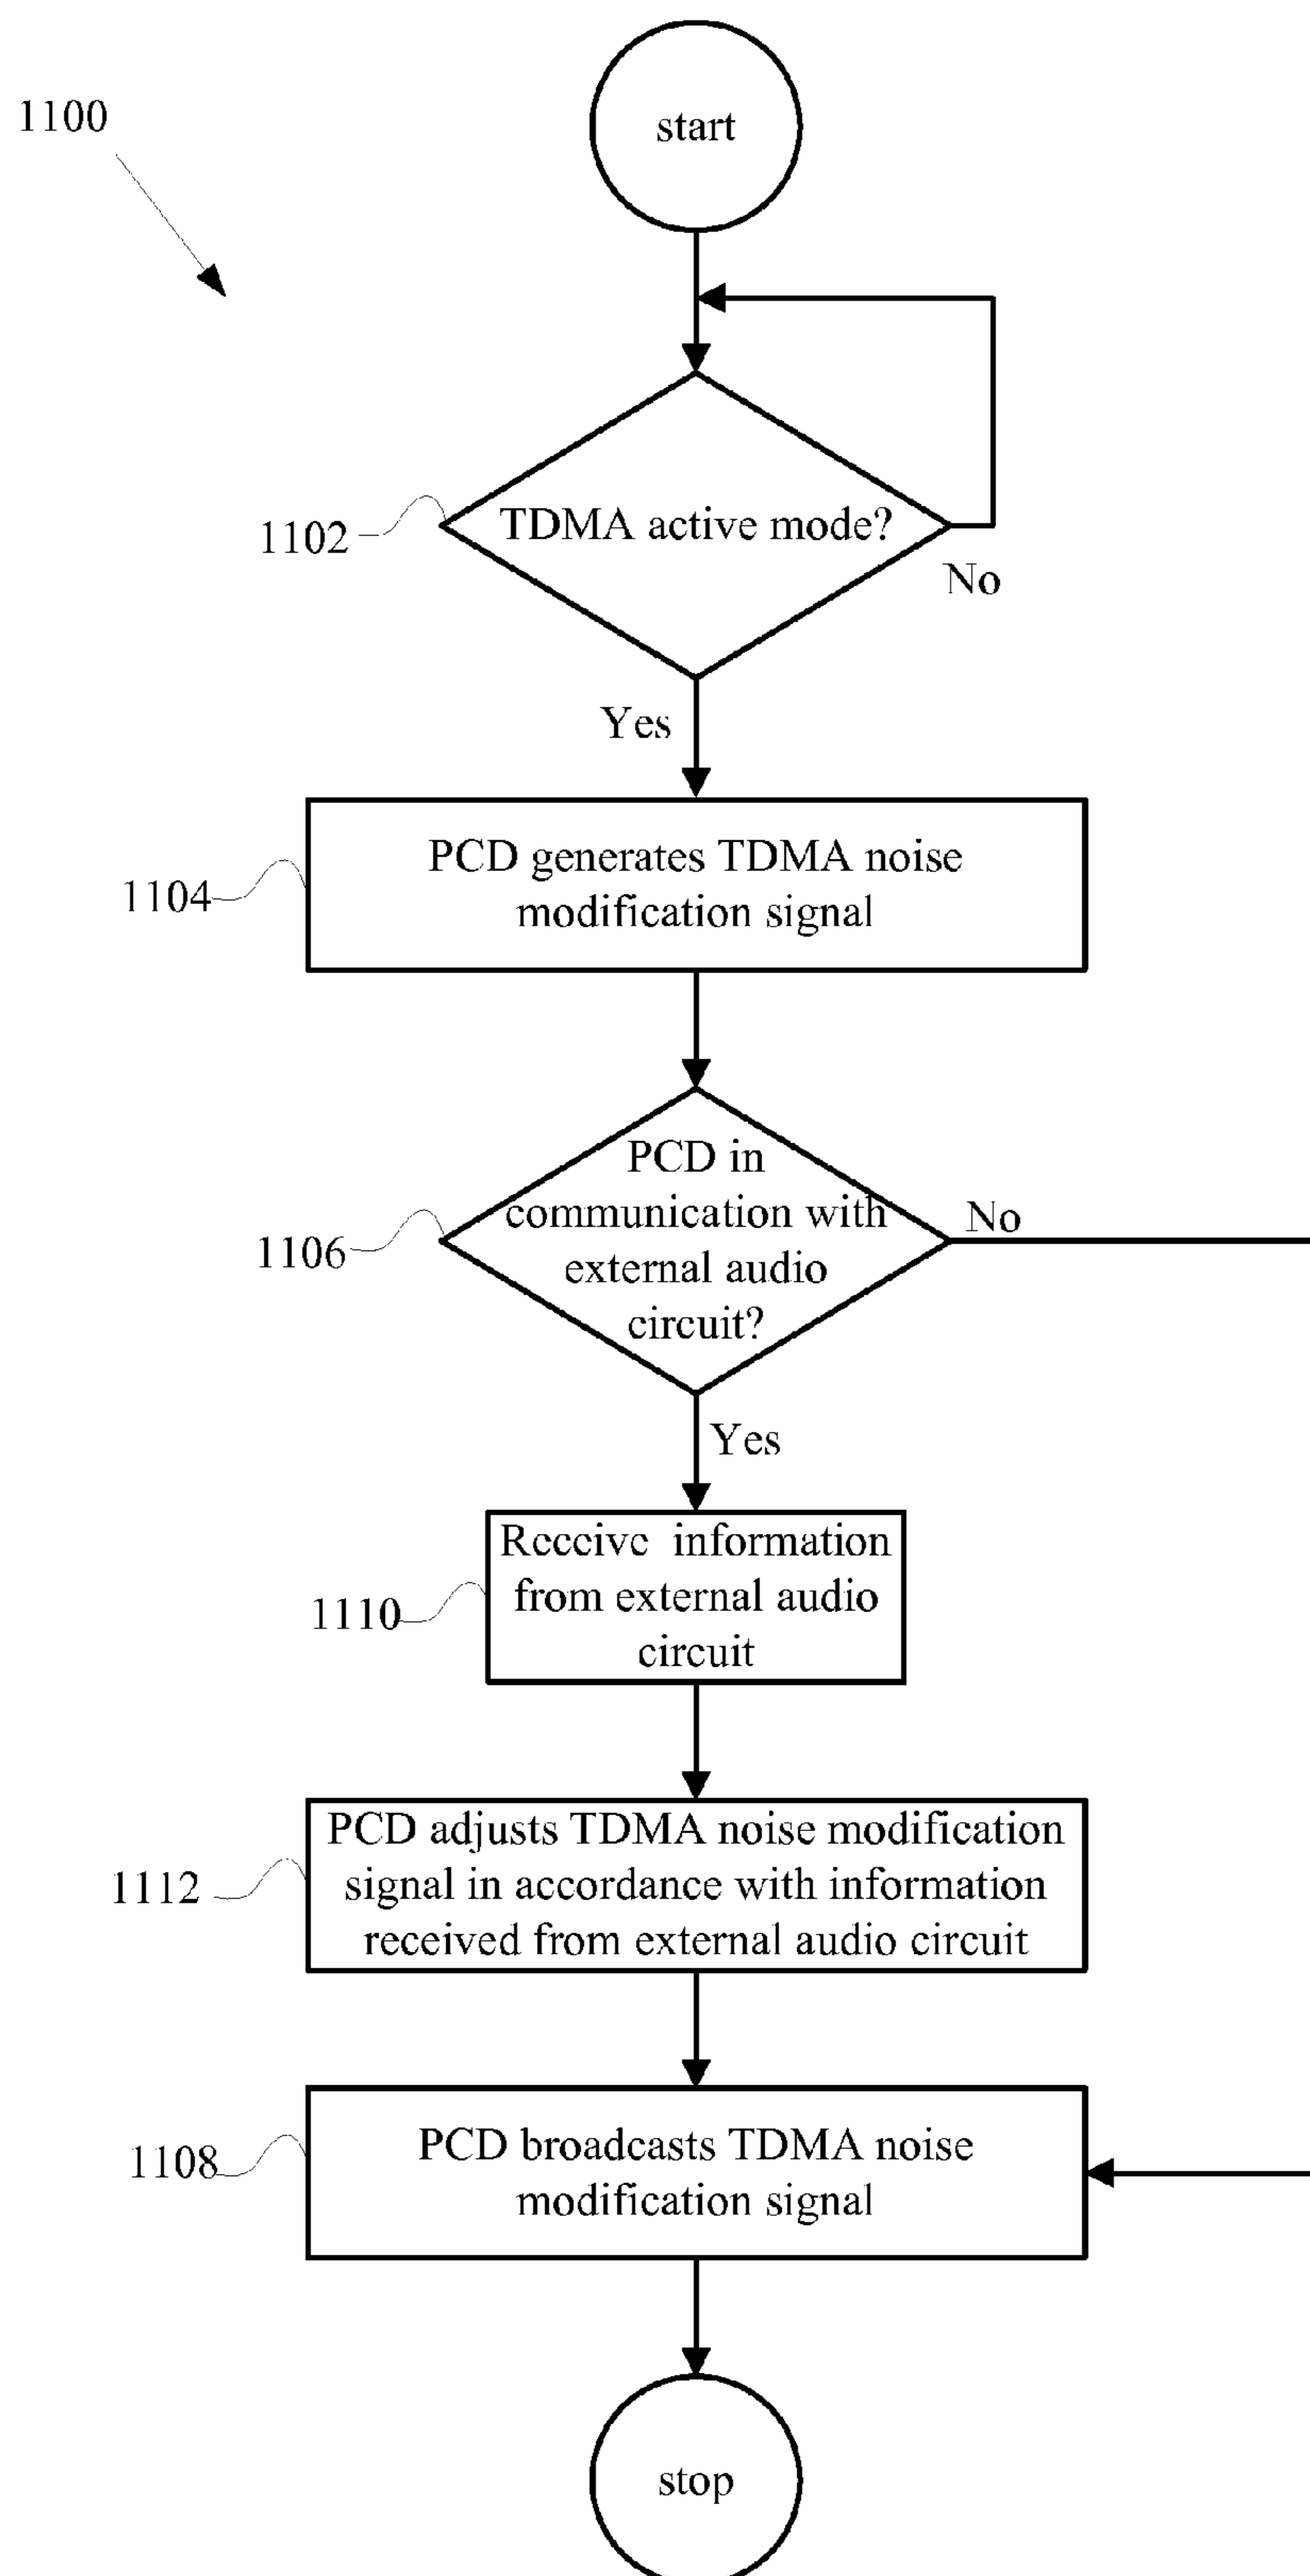 1100
start
TDMA active mode?
1102
No
Yes
PCD generates TDMA noise
modification signal
1104
PCD in
communication with
external audio
circuit?
No
1106
Yes
Receive information
from external audio
circuit
1110
PCD adjusts TDMA noise modification
signal in accordance with information
received from external audio circuit
1112
PCD broadcasts TDMA noise
modification signal
1108
stop